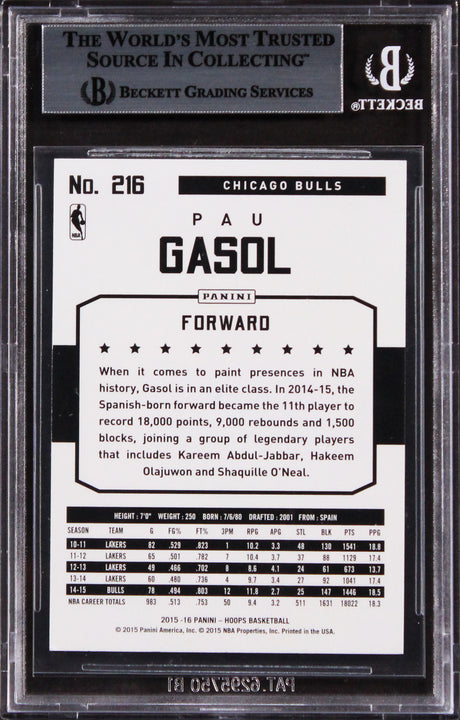 THE WORLD'S MOST TRUSTED
SOURCE IN COLLECTING™
BECKETT GRADING SERVICES
BECKETT®
No. 216
CHICAGO BULLS
NBA
PAU
GASOL
PANINI
FORWARD
When it comes to paint presences in NBA
history, Gasol is in an elite class. In 2014-15, the
Spanish-born forward became the 11th player to
record 18,000 points, 9,000 rebounds and 1,500
blocks, joining a group of legendary players
that includes Kareem Abdul-Jabbar, Hakeem
Olajuwon and Shaquille O'Neal.
HEIGHT: 7'0" WEIGHT: 250 BORN: 7/6/80 DRAFTED: 2001 FROM: SPAIN
SEASON TEAM G FG% FT% 3PM RPG APG STL BLK PTS PPG
10-11 LAKERS 82 .529 .823 1 10.2 3.3 48 130 1541 18.8
11-12 LAKERS 65 .501 .782 7 10.4 3.7 37 88 1129 17.4
12-13 LAKERS 49 .466 .702 8 8.6 4.1 24 61 673 13.7
13-14 LAKERS 60 .480 .736 4 9.7 3.4 27 92 1041 17.4
14-15 BULLS 78 .494 .803 12 11.8 2.7 25 147 1446 18.5
NBA CAREER TOTALS 983 .513 .753 50 9.4 3.2 511 1631 18022 18.3
2015-16 PANINI - HOOPS BASKETBALL
© 2015 Panini America, Inc. © 2015 NBA Properties, Inc. Printed in the USA.
PAT. 6295750 B1